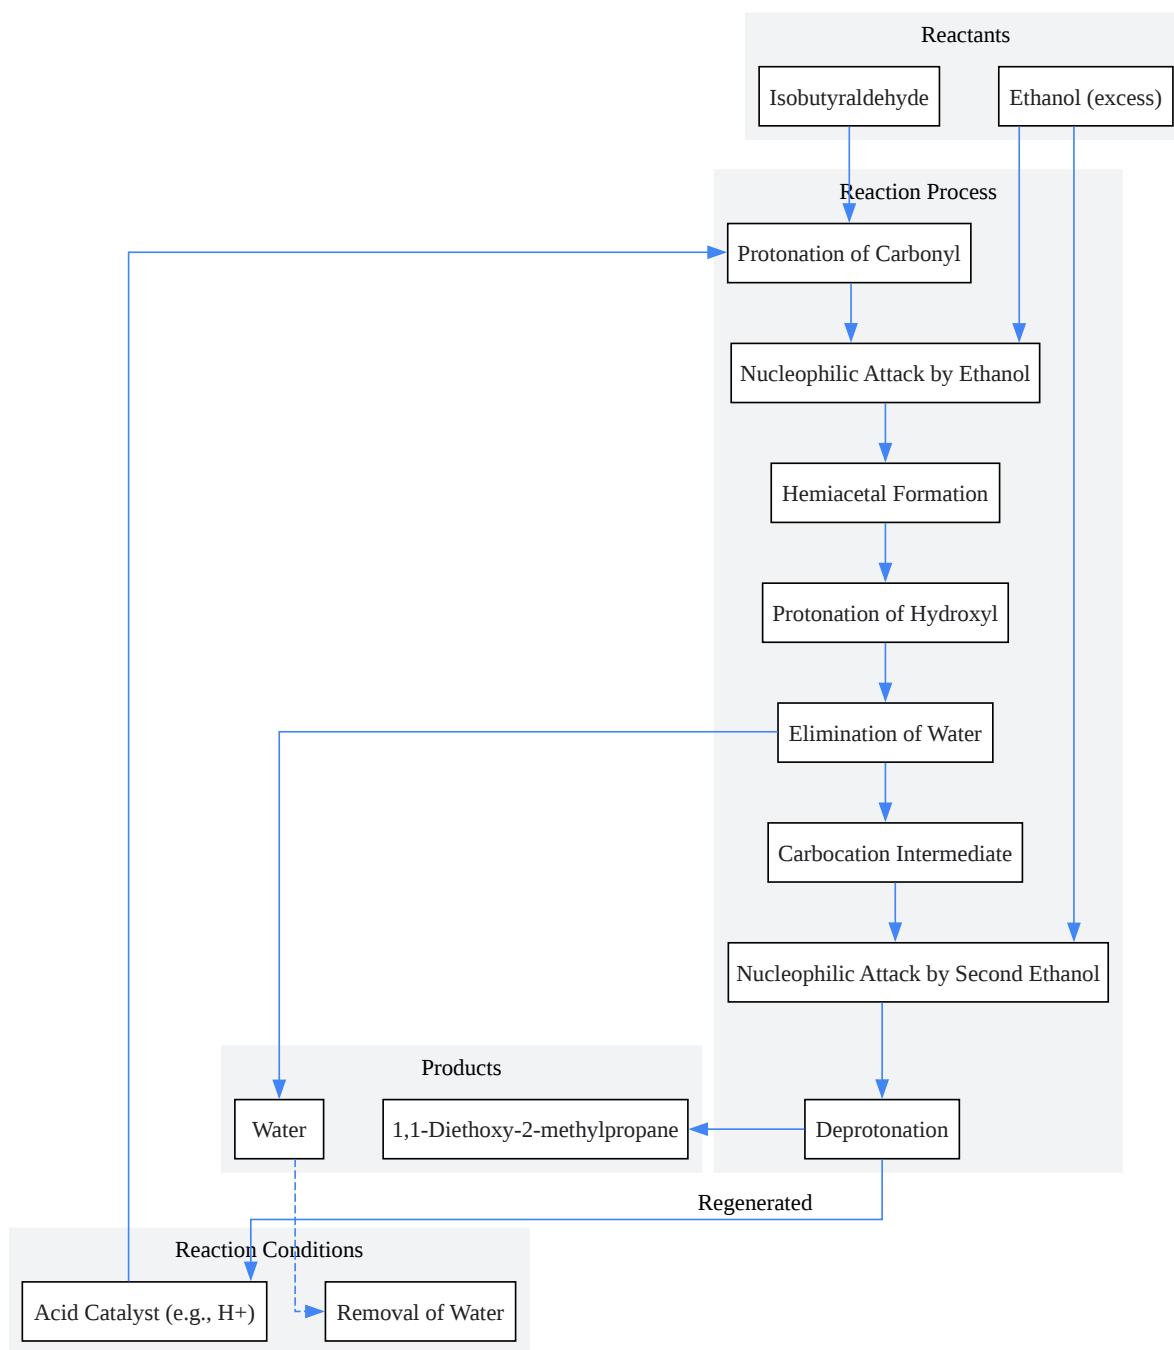 Reactants
Isobutyraldehyde
Ethanol (excess)
Reaction Process
Protonation of Carbonyl
Nucleophilic Attack by Ethanol
Hemiacetal Formation
Protonation of Hydroxyl
Elimination of Water
Carbocation Intermediate
Nucleophilic Attack by Second Ethanol
Products
Water
1,1-Diethoxy-2-methylpropane
Deprotonation
Regenerated
Reaction Conditions
Acid Catalyst (e.g., H+)
Removal of Water